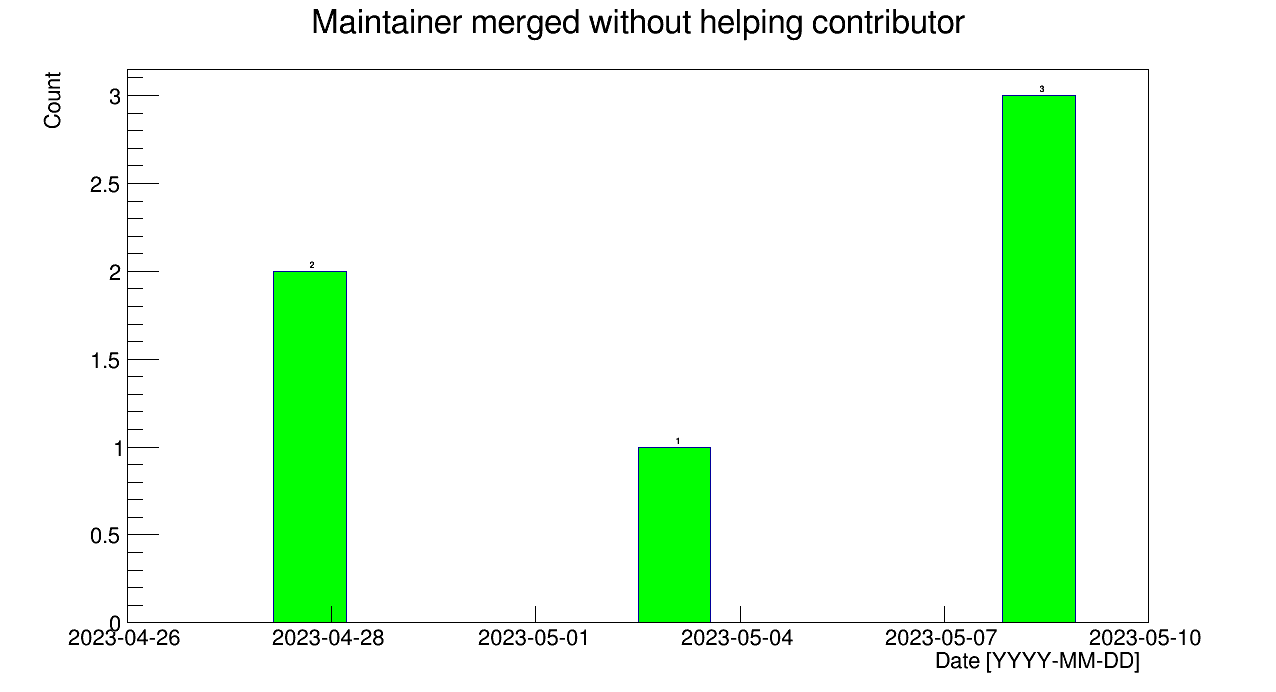 Maintainer merged without helping contributor
Count
3
2.5
2
1.5
1
0.5
0
2
1
3
2023-04-26 2023-04-28 2023-05-01 2023-05-04 2023-05-07 2023-05-10
Date [YYYY-MM-DD]